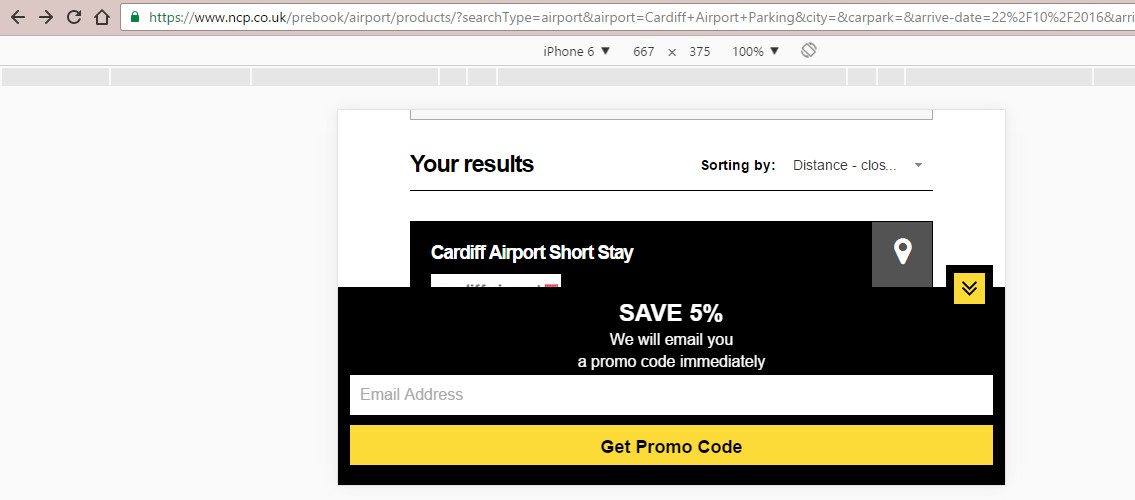 https://www.ncp.co.uk/prebook/airport/products/?searchType=airport&airport=Cardiff+Airport+Parking&city=&carpark=&arrive-date=22%2F10%2F2016&arri
iPhone 6 ▼ 667 × 375 100% ▼
Your results
Sorting by: Distance - clos...
Cardiff Airport Short Stay
SAVE 5%
We will email you
a promo code immediately
Email Address
Get Promo Code